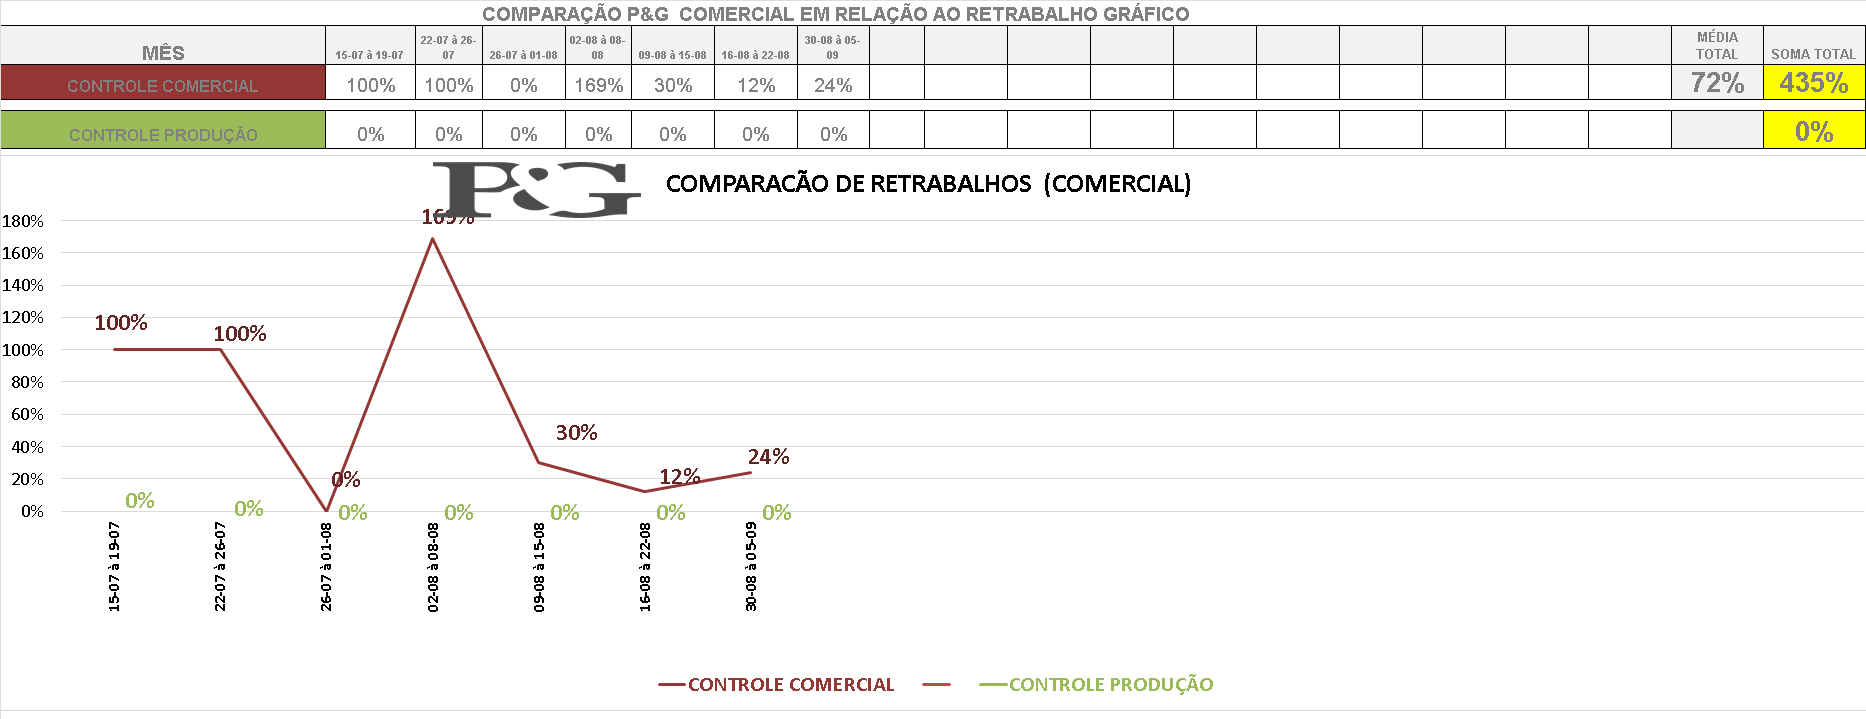 COMPARAÇÃO P&G COMERCIAL EM RELAÇÃO AO RETRABALHO GRÁFICO
MÊS 15-07 à 19-07 22-07 à 26-07 26-07 à 01-08 02-08 à 08-08 09-08 à 15-08 16-08 à 22-08 30-08 à 05-09 MÉDIA TOTAL SOMA TOTAL
CONTROLE COMERCIAL 100% 100% 0% 169% 30% 12% 24% 72% 435%
CONTROLE PRODUÇÃO 0% 0% 0% 0% 0% 0% 0% 0%
P&G COMPARACÃO DE RETRABALHOS (COMERCIAL)
180%
160%
140%
120%
100%
80%
60%
40%
20%
0%
100%
100%
0%
169%
30%
12%
24%
0% 0% 0% 0% 0% 0% 0%
15-07 à 19-07
22-07 à 26-07
26-07 à 01-08
02-08 à 08-08
09-08 à 15-08
16-08 à 22-08
30-08 à 05-09
CONTROLE COMERCIAL CONTROLE PRODUÇÃO